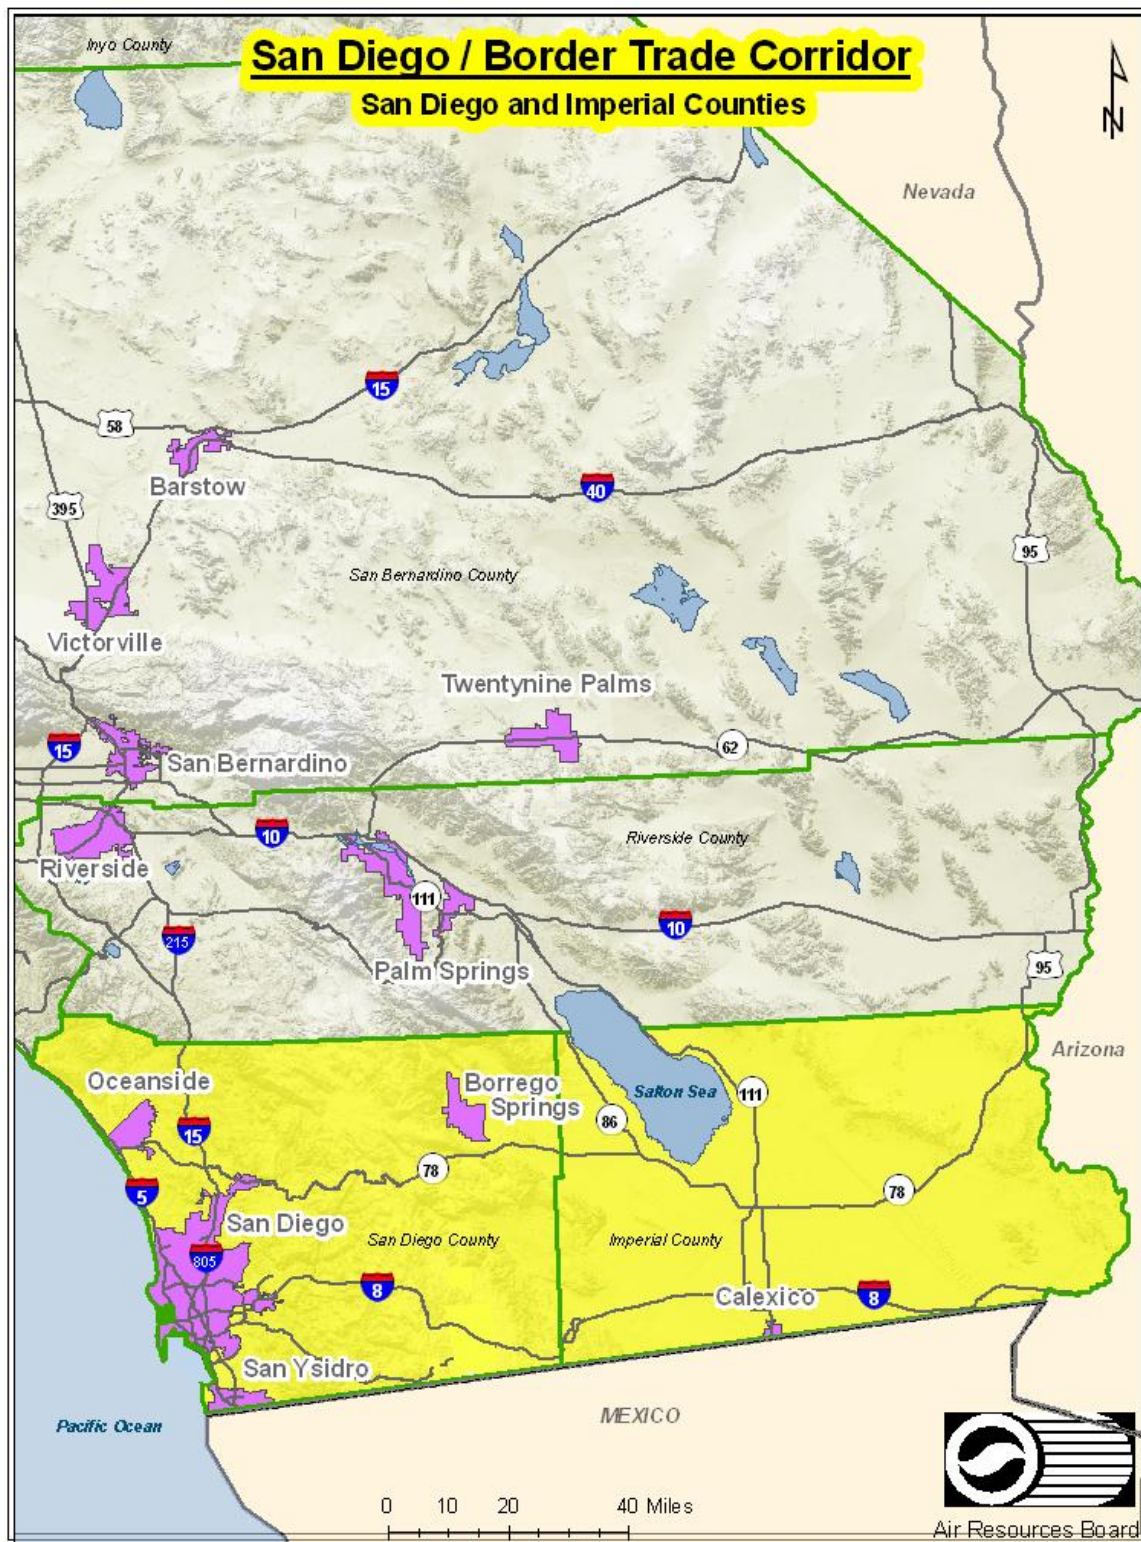 Inyo County
San Diego / Border Trade Corridor
San Diego and Imperial Counties
N
Nevada
15
58
Barstow
40
395
95
San Bernardino County
Victorville
Twentynine Palms
15
62
San Bernardino
10
Riverside County
Riverside
111
10
215
95
Palm Springs
Arizona
Oceanside
Borrego
Springs
Salton Sea
111
86
15
78
5
78
San Diego
San Diego County
Imperial County
805
8
8
Calexico
San Ysidro
MEXICO
Pacific Ocean
0 10 20 40 Miles
Air Resources Board